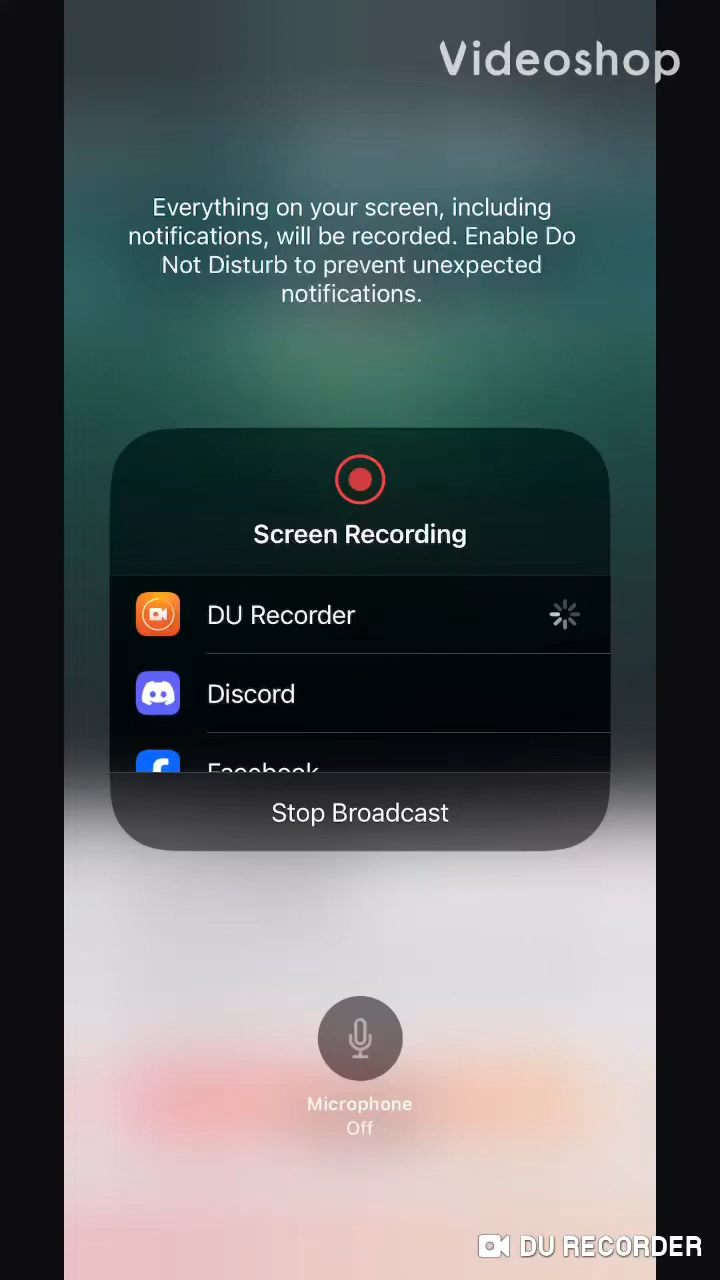 Videoshop
Everything on your screen, including
notifications, will be recorded. Enable Do
Not Disturb to prevent unexpected
notifications.
Screen Recording
DU Recorder
Discord
Facebook
Stop Broadcast
Microphone
Off
DU RECORDER